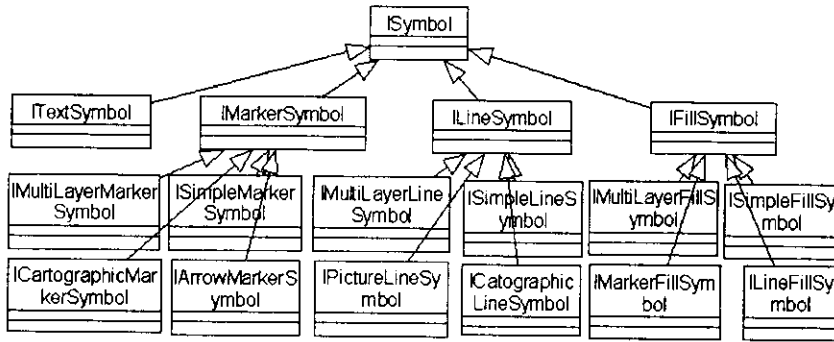 ISymbol
ITextSymbol
IMarkerSymbol
ILineSymbol
IFillSymbol
IMultiLayerMarker
Symbol
ISimpleMarker
Symbol
IMultiLayerLine
Symbol
ISimpleLineS
ymbol
IMultiLayerFillS
ymbol
ISimpleFillSy
mbol
ICartographicMar
kerSymbol
IArrowMarkerS
ymbol
IPictureLineSy
mbol
ICatographic
LineSymbol
IMarkerFillSym
bol
ILineFillSy
mbol